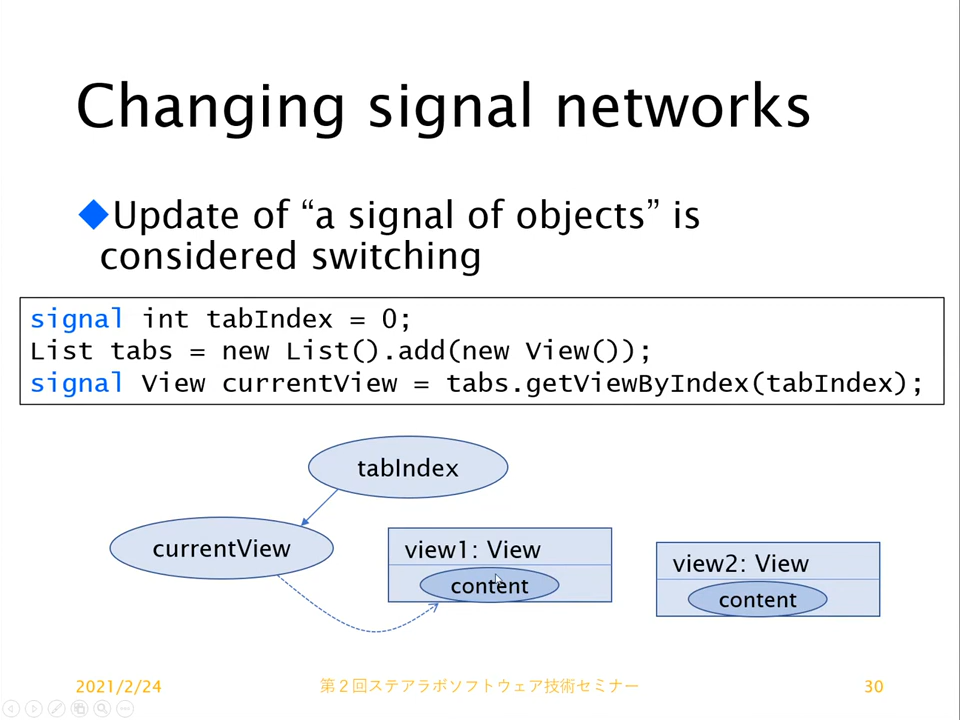 Changing signal networks
Update of “a signal of objects” is
considered switching
signal int tabIndex = 0;
List tabs = new List().add(new View());
signal View currentView = tabs.getViewByIndex(tabIndex);
tabIndex
currentView
view1: View
content
view2: View
content
2021/2/24
第２回ステアラボソフトウェア技術セミナー
30